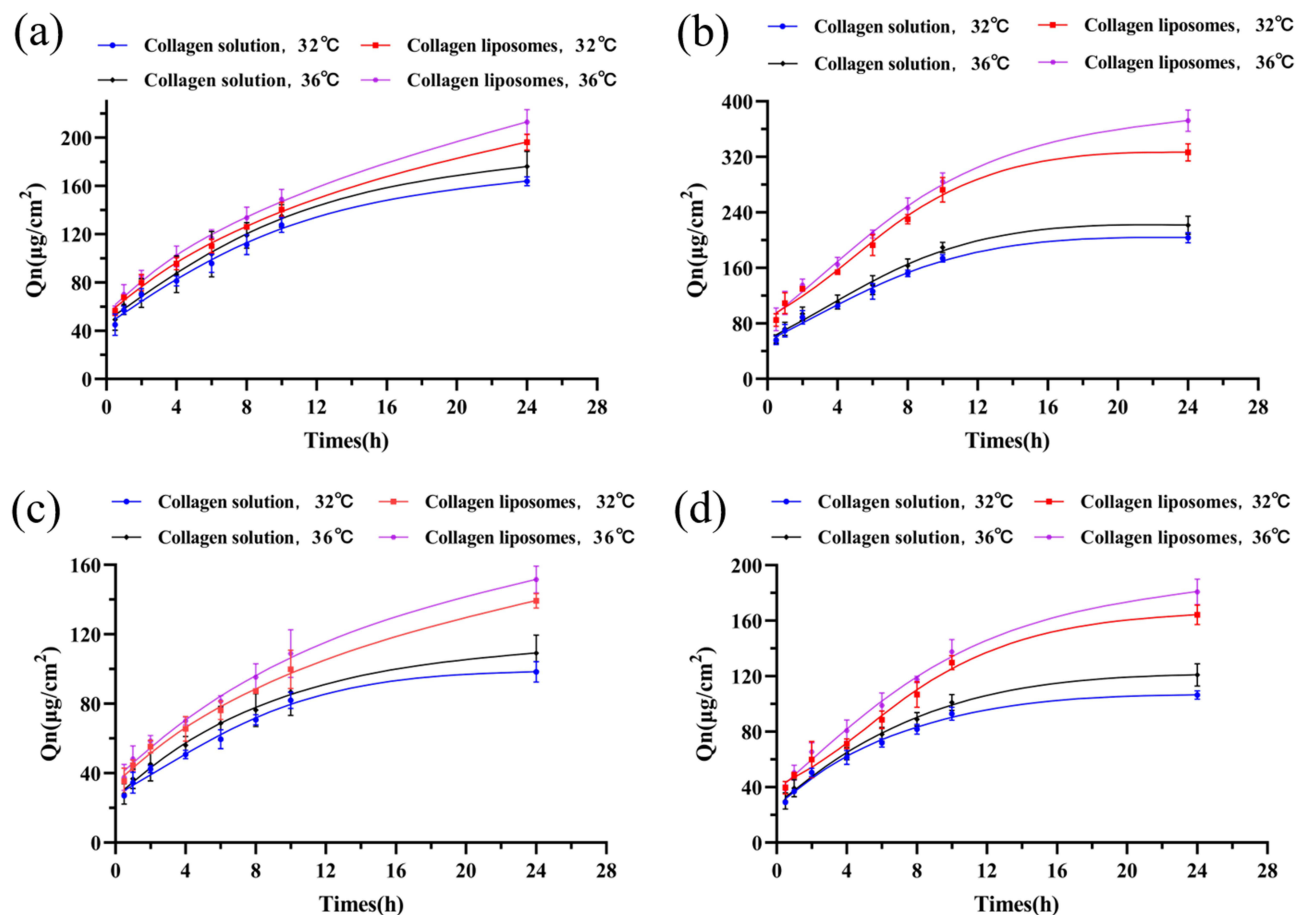 (a)
Collagen solution, 32℃ Collagen liposomes, 32℃
Collagen solution, 36℃ Collagen liposomes, 36℃
Qn(μg/cm²)
200
160
120
80
40
0
0 4 8 12 16 20 24 28
Times(h)
(b)
Collagen solution, 32℃ Collagen liposomes, 32℃
Collagen solution, 36℃ Collagen liposomes, 36℃
Qn(μg/cm²)
400
320
240
160
80
0
0 4 8 12 16 20 24 28
Times(h)
(c)
Collagen solution, 32℃ Collagen liposomes, 32℃
Collagen solution, 36℃ Collagen liposomes, 36℃
Qn(μg/cm²)
160
120
80
40
0
0 4 8 12 16 20 24 28
Times(h)
(d)
Collagen solution, 32℃ Collagen liposomes, 32℃
Collagen solution, 36℃ Collagen liposomes, 36℃
Qn(μg/cm²)
200
160
120
80
40
0
0 4 8 12 16 20 24 28
Times(h)